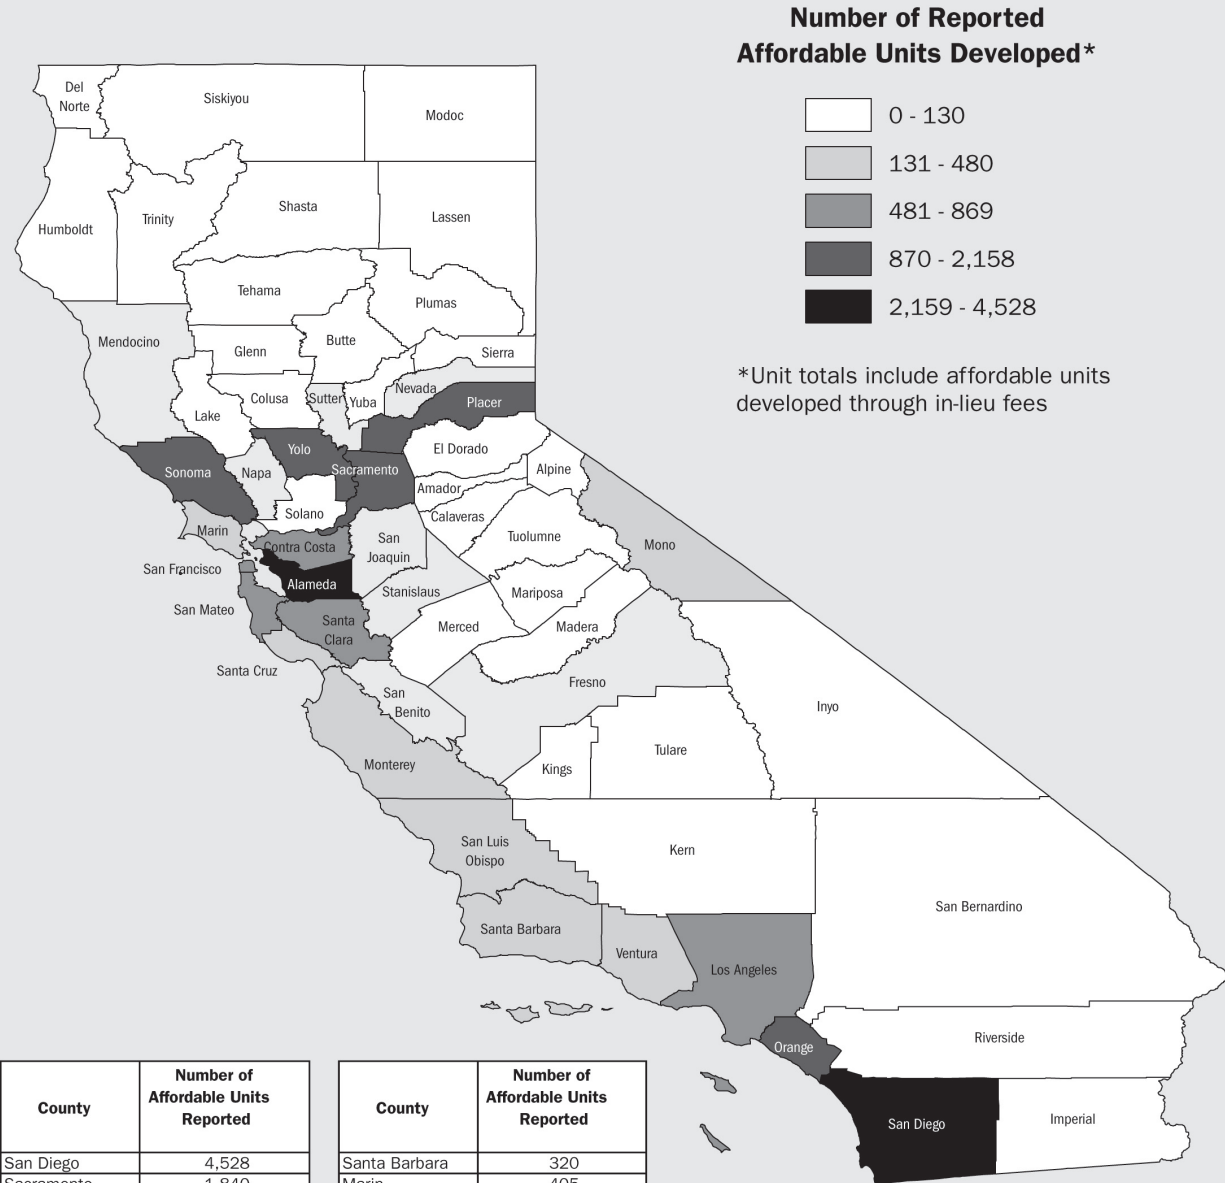 Number of Reported
Affordable Units Developed*
0 - 130
131 - 480
481 - 869
870 - 2,158
2,159 - 4,528
*Unit totals include affordable units
developed through in-lieu fees
Del
Norte
Siskiyou
Modoc
Humboldt
Trinity
Shasta
Lassen
Tehama
Plumas
Mendocino
Glenn
Butte
Sierra
Lake
Colusa
Sutter
Yuba
Nevada
Placer
Sonoma
Napa
Yolo
Sacramento
El Dorado
Alpine
Amador
Solano
Calaveras
Marin
Contra Costa
San
Joaquin
Tuolumne
Mono
San Francisco
Alameda
Stanislaus
Mariposa
San Mateo
Santa
Clara
Merced
Madera
Santa Cruz
San
Benito
Fresno
Inyo
Monterey
Kings
Tulare
San Luis
Obispo
Kern
San Bernardino
Santa Barbara
Ventura
Los Angeles
Orange
Riverside
San Diego
Imperial
County
Number of
Affordable Units
Reported
San Diego 4,528
Sacramento 1,840
County
Number of
Affordable Units
Reported
Santa Barbara 320
Marin 405